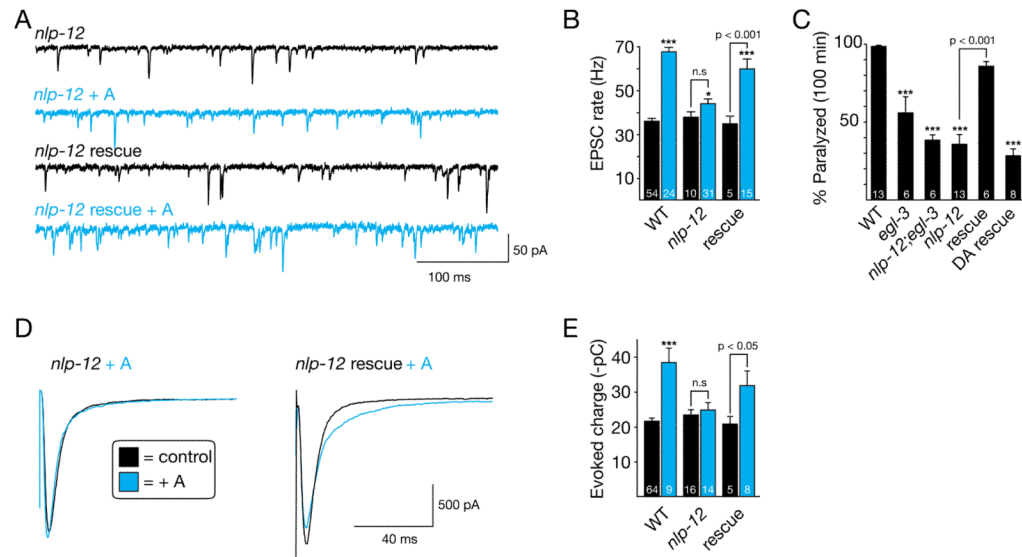 A
nlp-12
nlp-12 + A
nlp-12 rescue
nlp-12 rescue + A
50 pA
100 ms
B
EPSC rate (Hz)
70
50
30
10
***
n.s
*
p < 0.001
***
54 24 10 31 5 15
WT
nlp-12
rescue
C
% Paralyzed (100 min)
100
50
***
***
***
p < 0.001
***
13 6 6 13 6 8
WT
egl-3
nlp-12;egl-3
nlp-12
rescue
DA rescue
D
nlp-12 + A
nlp-12 rescue + A
= control
= + A
500 pA
40 ms
E
Evoked charge (-pC)
40
30
20
10
***
n.s
p < 0.05
64 9 16 14 5 8
WT
nlp-12
rescue